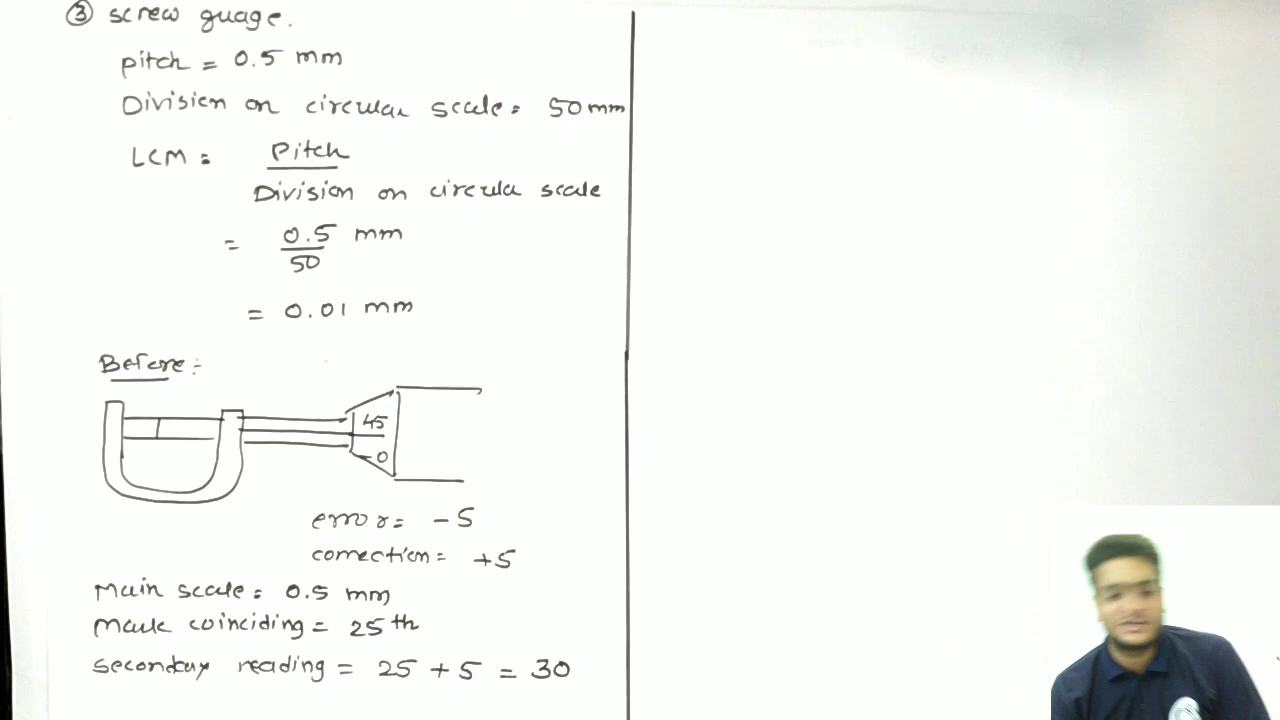 ③ screw guage.
pitch = 0.5 mm
Division on circular scale = 50 mm
LCM = Pitch
Division on circula scale
= 0.5 mm
50
= 0.01 mm
Before :-
45
0
error = - 5
correction = + 5
Main scale = 0.5 mm
Mark coinciding = 25th
Secondary reading = 25 + 5 = 30